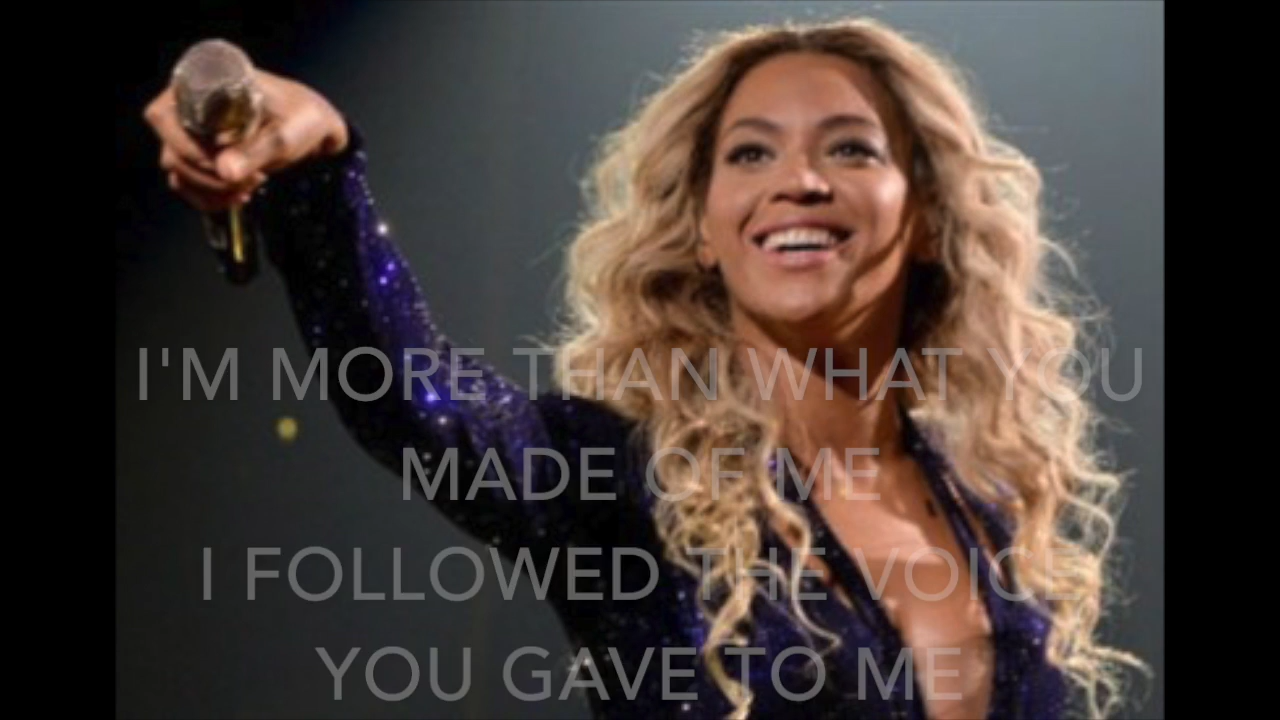 I'M MORE THAN WHAT YOU
MADE OF ME
I FOLLOWED THE VOICE
YOU GAVE TO ME